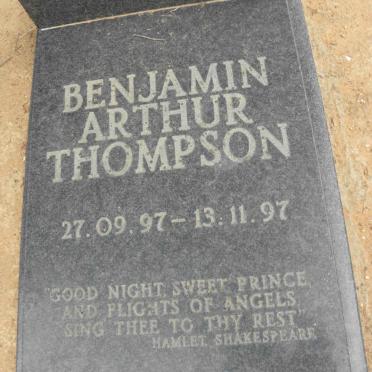 BENJAMIN
ARTHUR
THOMPSON
27.09.97 – 13.11.97
"GOOD NIGHT, SWEET PRINCE,
AND FLIGHTS OF ANGELS
SING THEE TO THY REST"
HAMLET, SHAKESPEARE